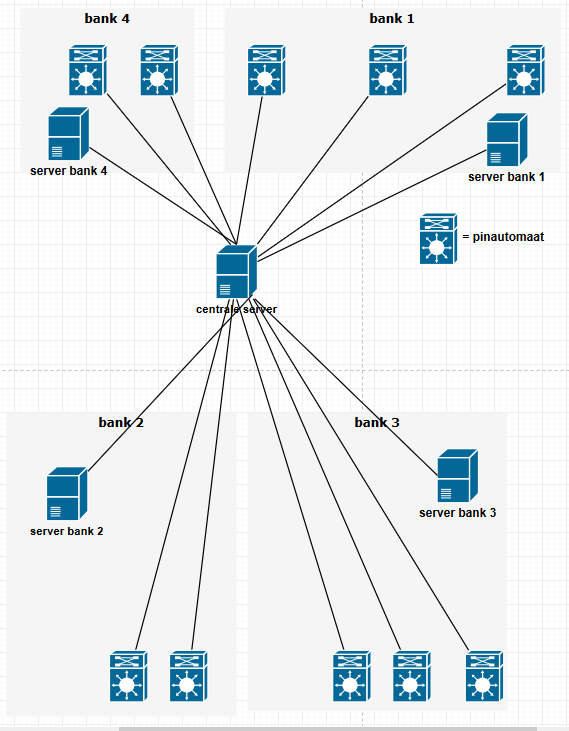 bank 4
bank 1
server bank 4
server bank 1
= pinautomaat
centrale server
bank 2
bank 3
server bank 3
server bank 2